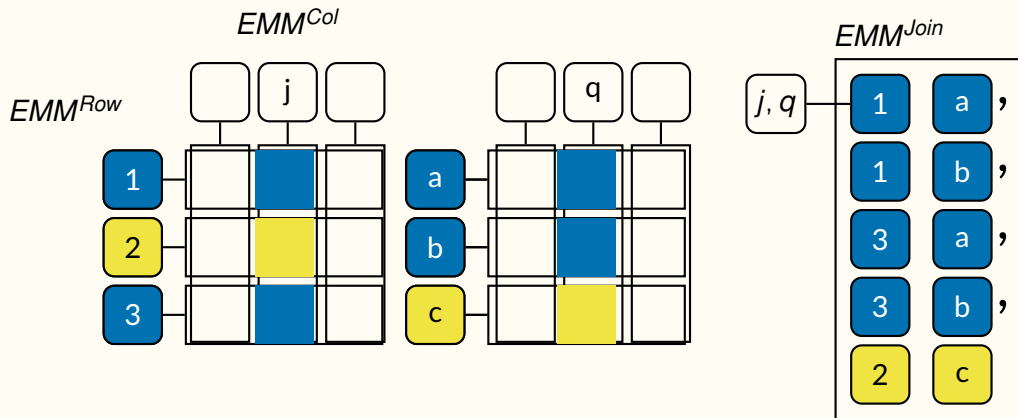 EMM^Col
EMM^Join
j
q
EMM^Row
j, q
1 a ,
1 a
1 b ,
2 b
3 a ,
3 c
3 b ,
2 c